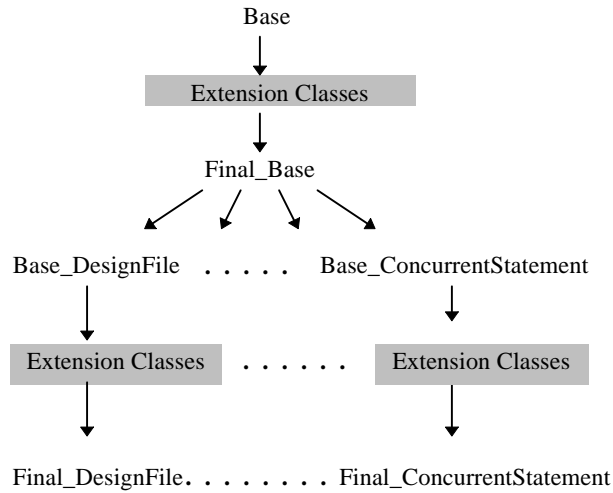 Base
Extension Classes
Final_Base
Base_DesignFile . . . . . Base_ConcurrentStatement
Extension Classes . . . . . . Extension Classes
Final_DesignFile. . . . . . . . Final_ConcurrentStatement